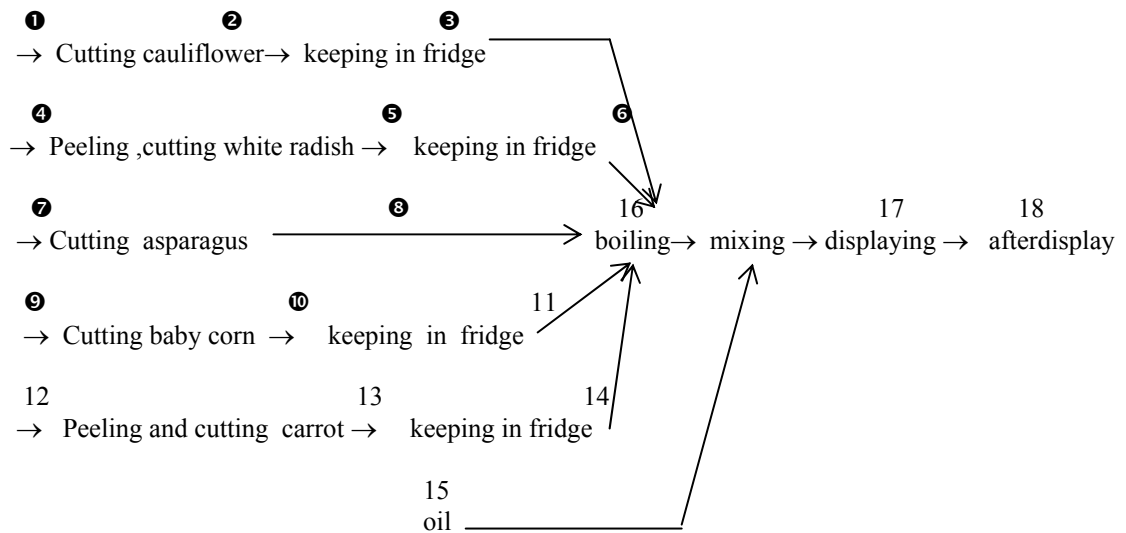 ❶ ❷ ❸
→ Cutting cauliflower→ keeping in fridge
❹ ❺ ❻
→ Peeling ,cutting white radish → keeping in fridge
❼ ❽ 16 17 18
→Cutting asparagus boiling→ mixing →displaying → afterdisplay
❾ ❿ 11
→ Cutting baby corn → keeping in fridge
12 13 14
→ Peeling and cutting carrot→ keeping in fridge
15
oil